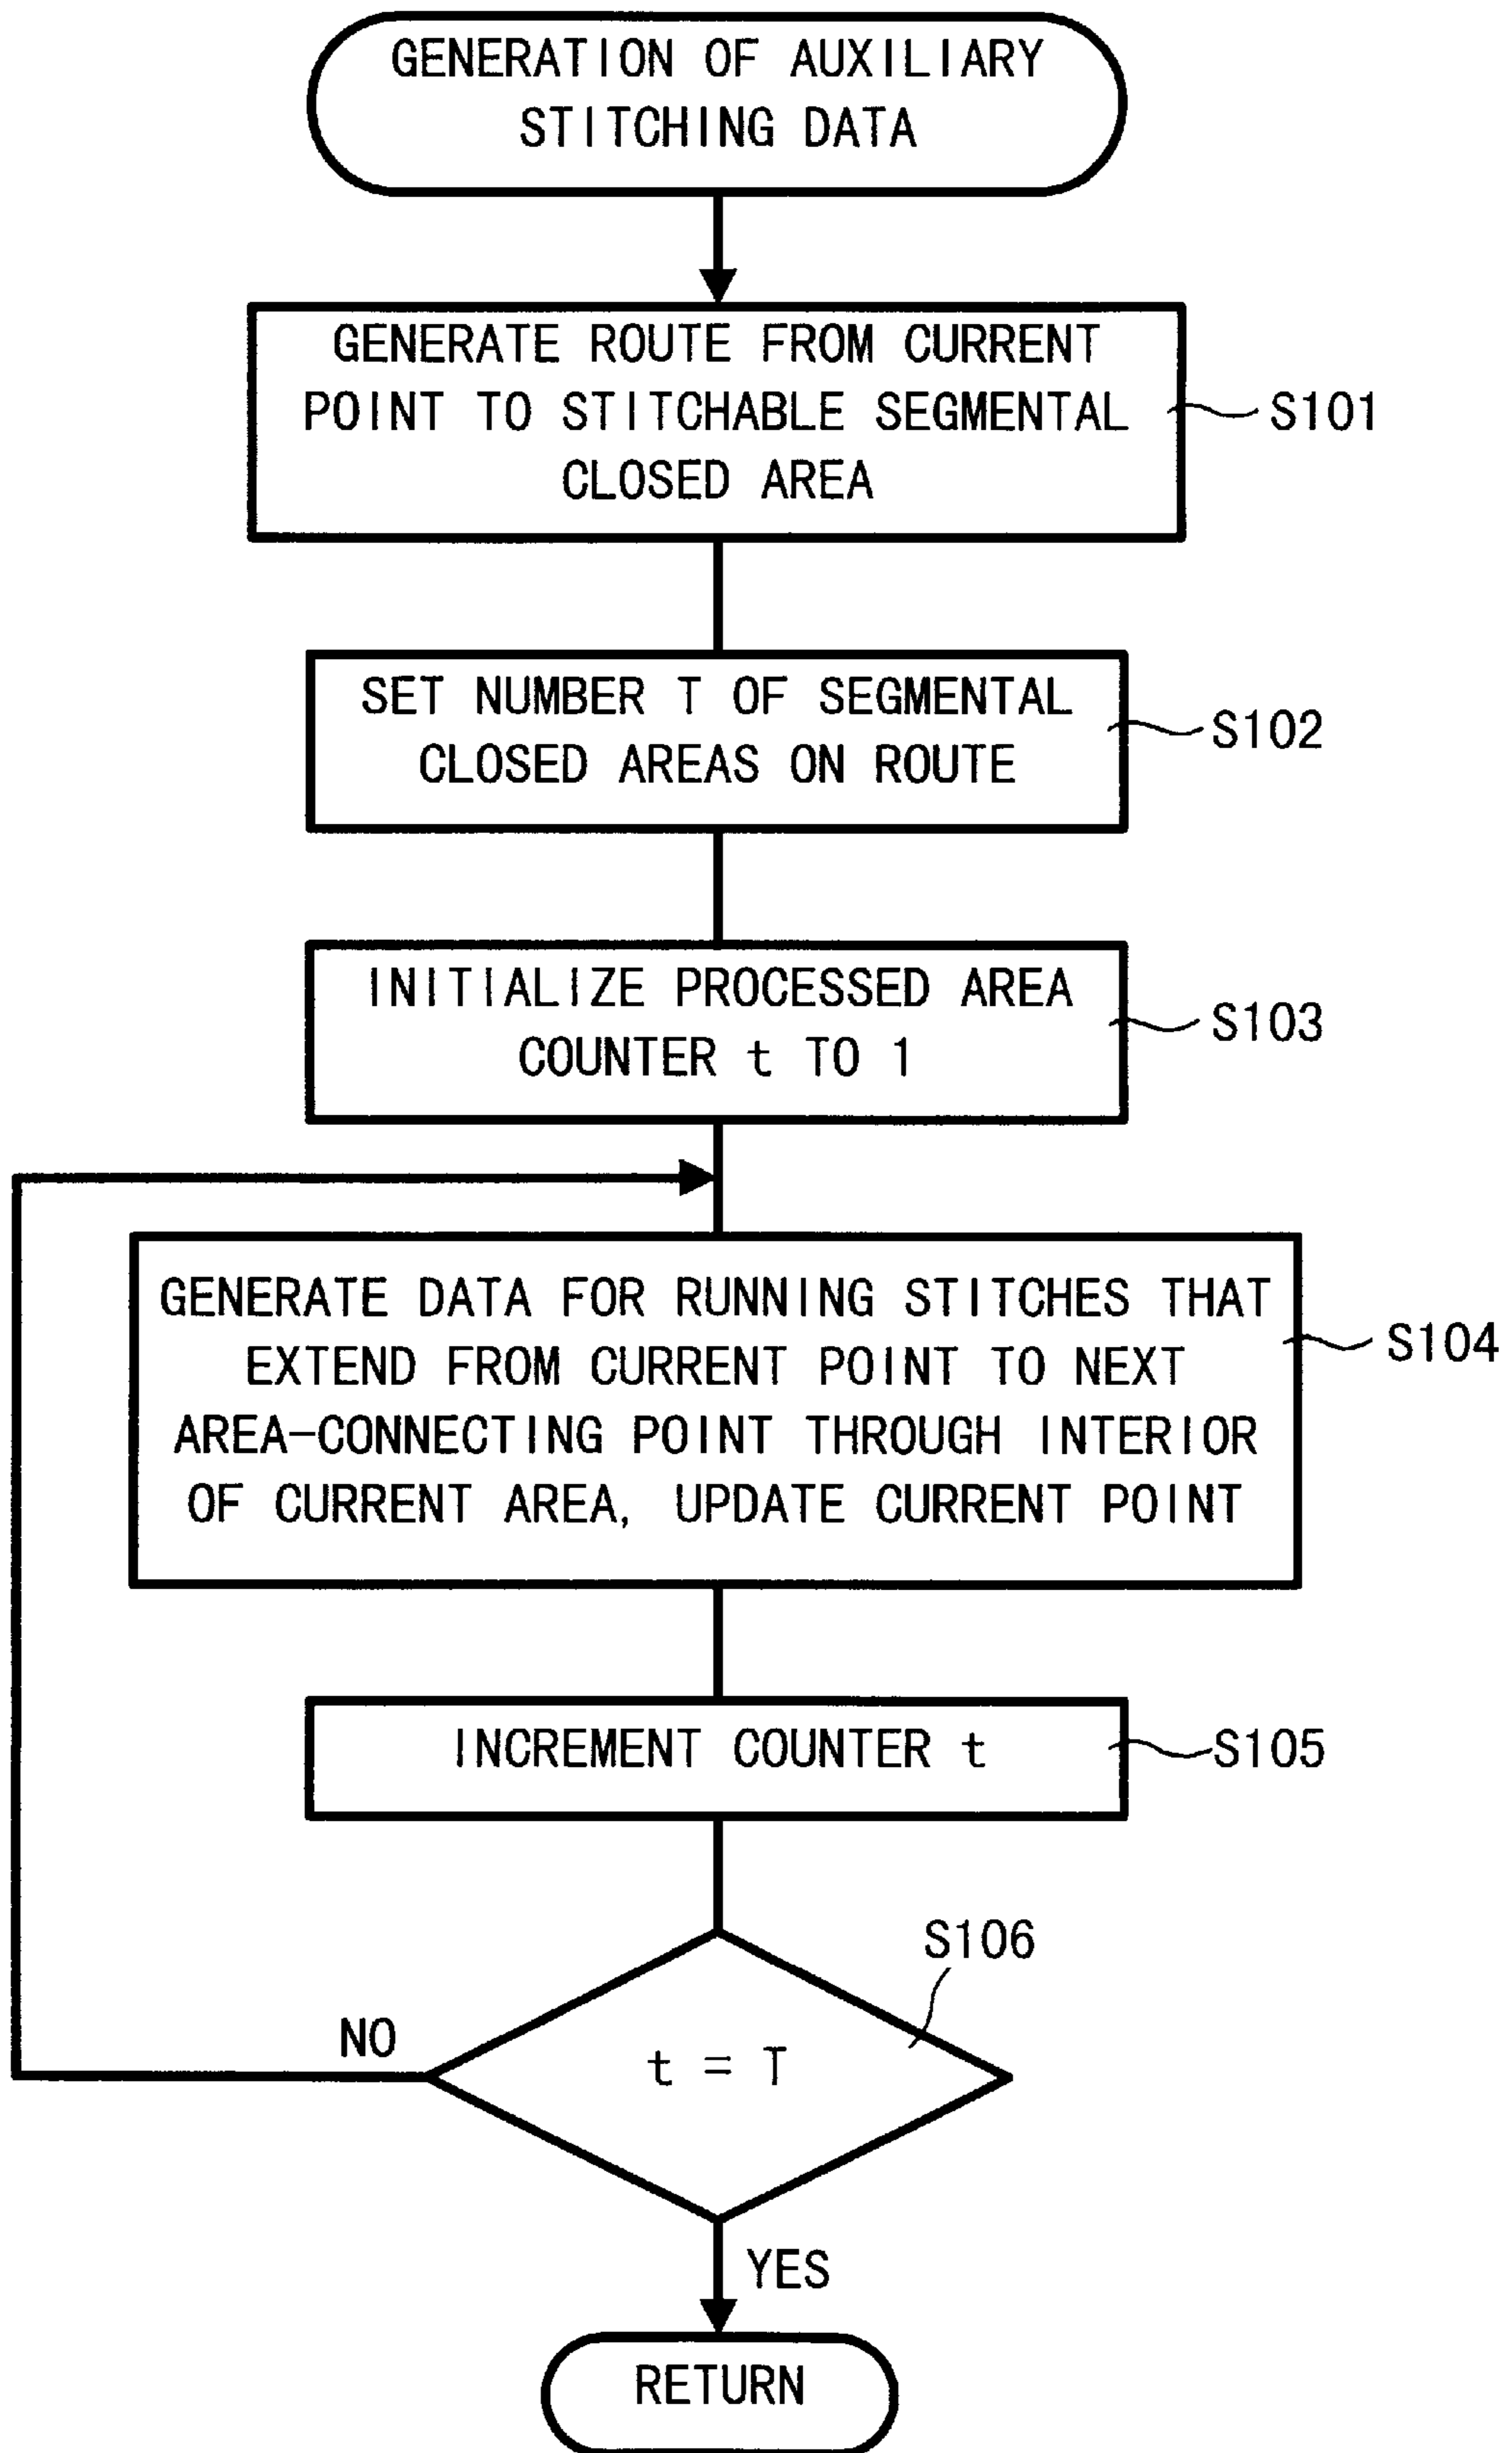 GENERATION OF AUXILIARY
STITCHING DATA
GENERATE ROUTE FROM CURRENT
POINT TO STITCHABLE SEGMENTAL
CLOSED AREA
S101
SET NUMBER T OF SEGMENTAL
CLOSED AREAS ON ROUTE
S102
INITIALIZE PROCESSED AREA
COUNTER t TO 1
S103
GENERATE DATA FOR RUNNING STITCHES THAT
EXTEND FROM CURRENT POINT TO NEXT
AREA-CONNECTING POINT THROUGH INTERIOR
OF CURRENT AREA, UPDATE CURRENT POINT
S104
INCREMENT COUNTER t
S105
S106
NO
t = T
YES
RETURN